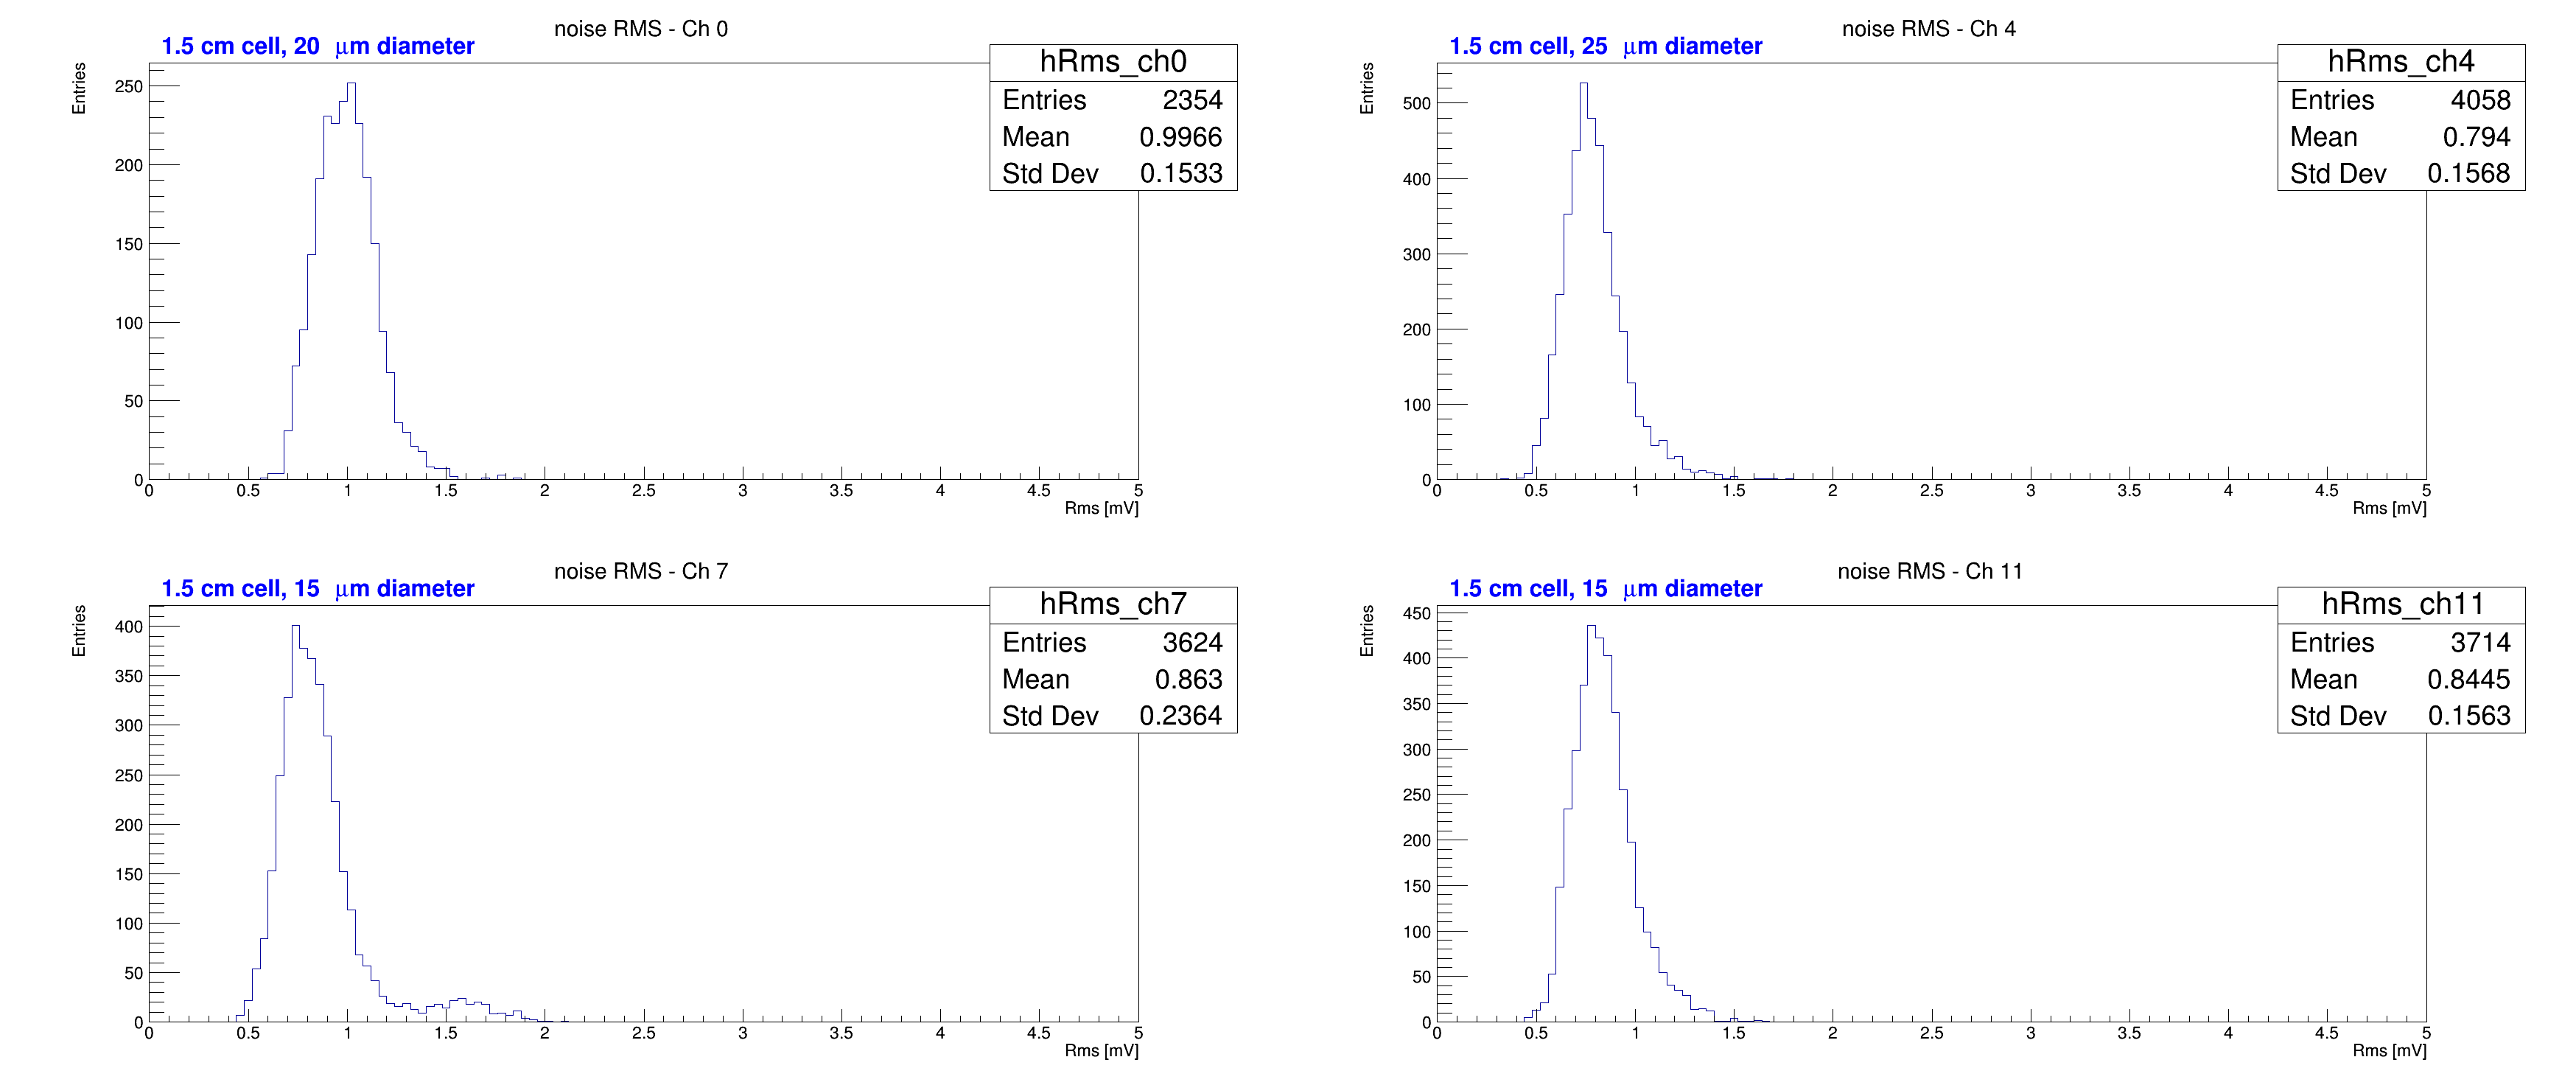 noise RMS - Ch 0
1.5 cm cell, 20 μm diameter
hRms_ch0
Entries 2354
Mean 0.9966
Std Dev 0.1533
Entries
250
200
150
100
50
0
0 0.5 1 1.5 2 2.5 3 3.5 4 4.5 5
Rms [mV]
noise RMS - Ch 4
1.5 cm cell, 25 μm diameter
hRms_ch4
Entries 4058
Mean 0.794
Std Dev 0.1568
Entries
500
400
300
200
100
0
0 0.5 1 1.5 2 2.5 3 3.5 4 4.5 5
Rms [mV]
noise RMS - Ch 7
1.5 cm cell, 15 μm diameter
hRms_ch7
Entries 3624
Mean 0.863
Std Dev 0.2364
Entries
400
350
300
250
200
150
100
50
0
0 0.5 1 1.5 2 2.5 3 3.5 4 4.5 5
Rms [mV]
noise RMS - Ch 11
1.5 cm cell, 15 μm diameter
hRms_ch11
Entries 3714
Mean 0.8445
Std Dev 0.1563
Entries
450
400
350
300
250
200
150
100
50
0
0 0.5 1 1.5 2 2.5 3 3.5 4 4.5 5
Rms [mV]